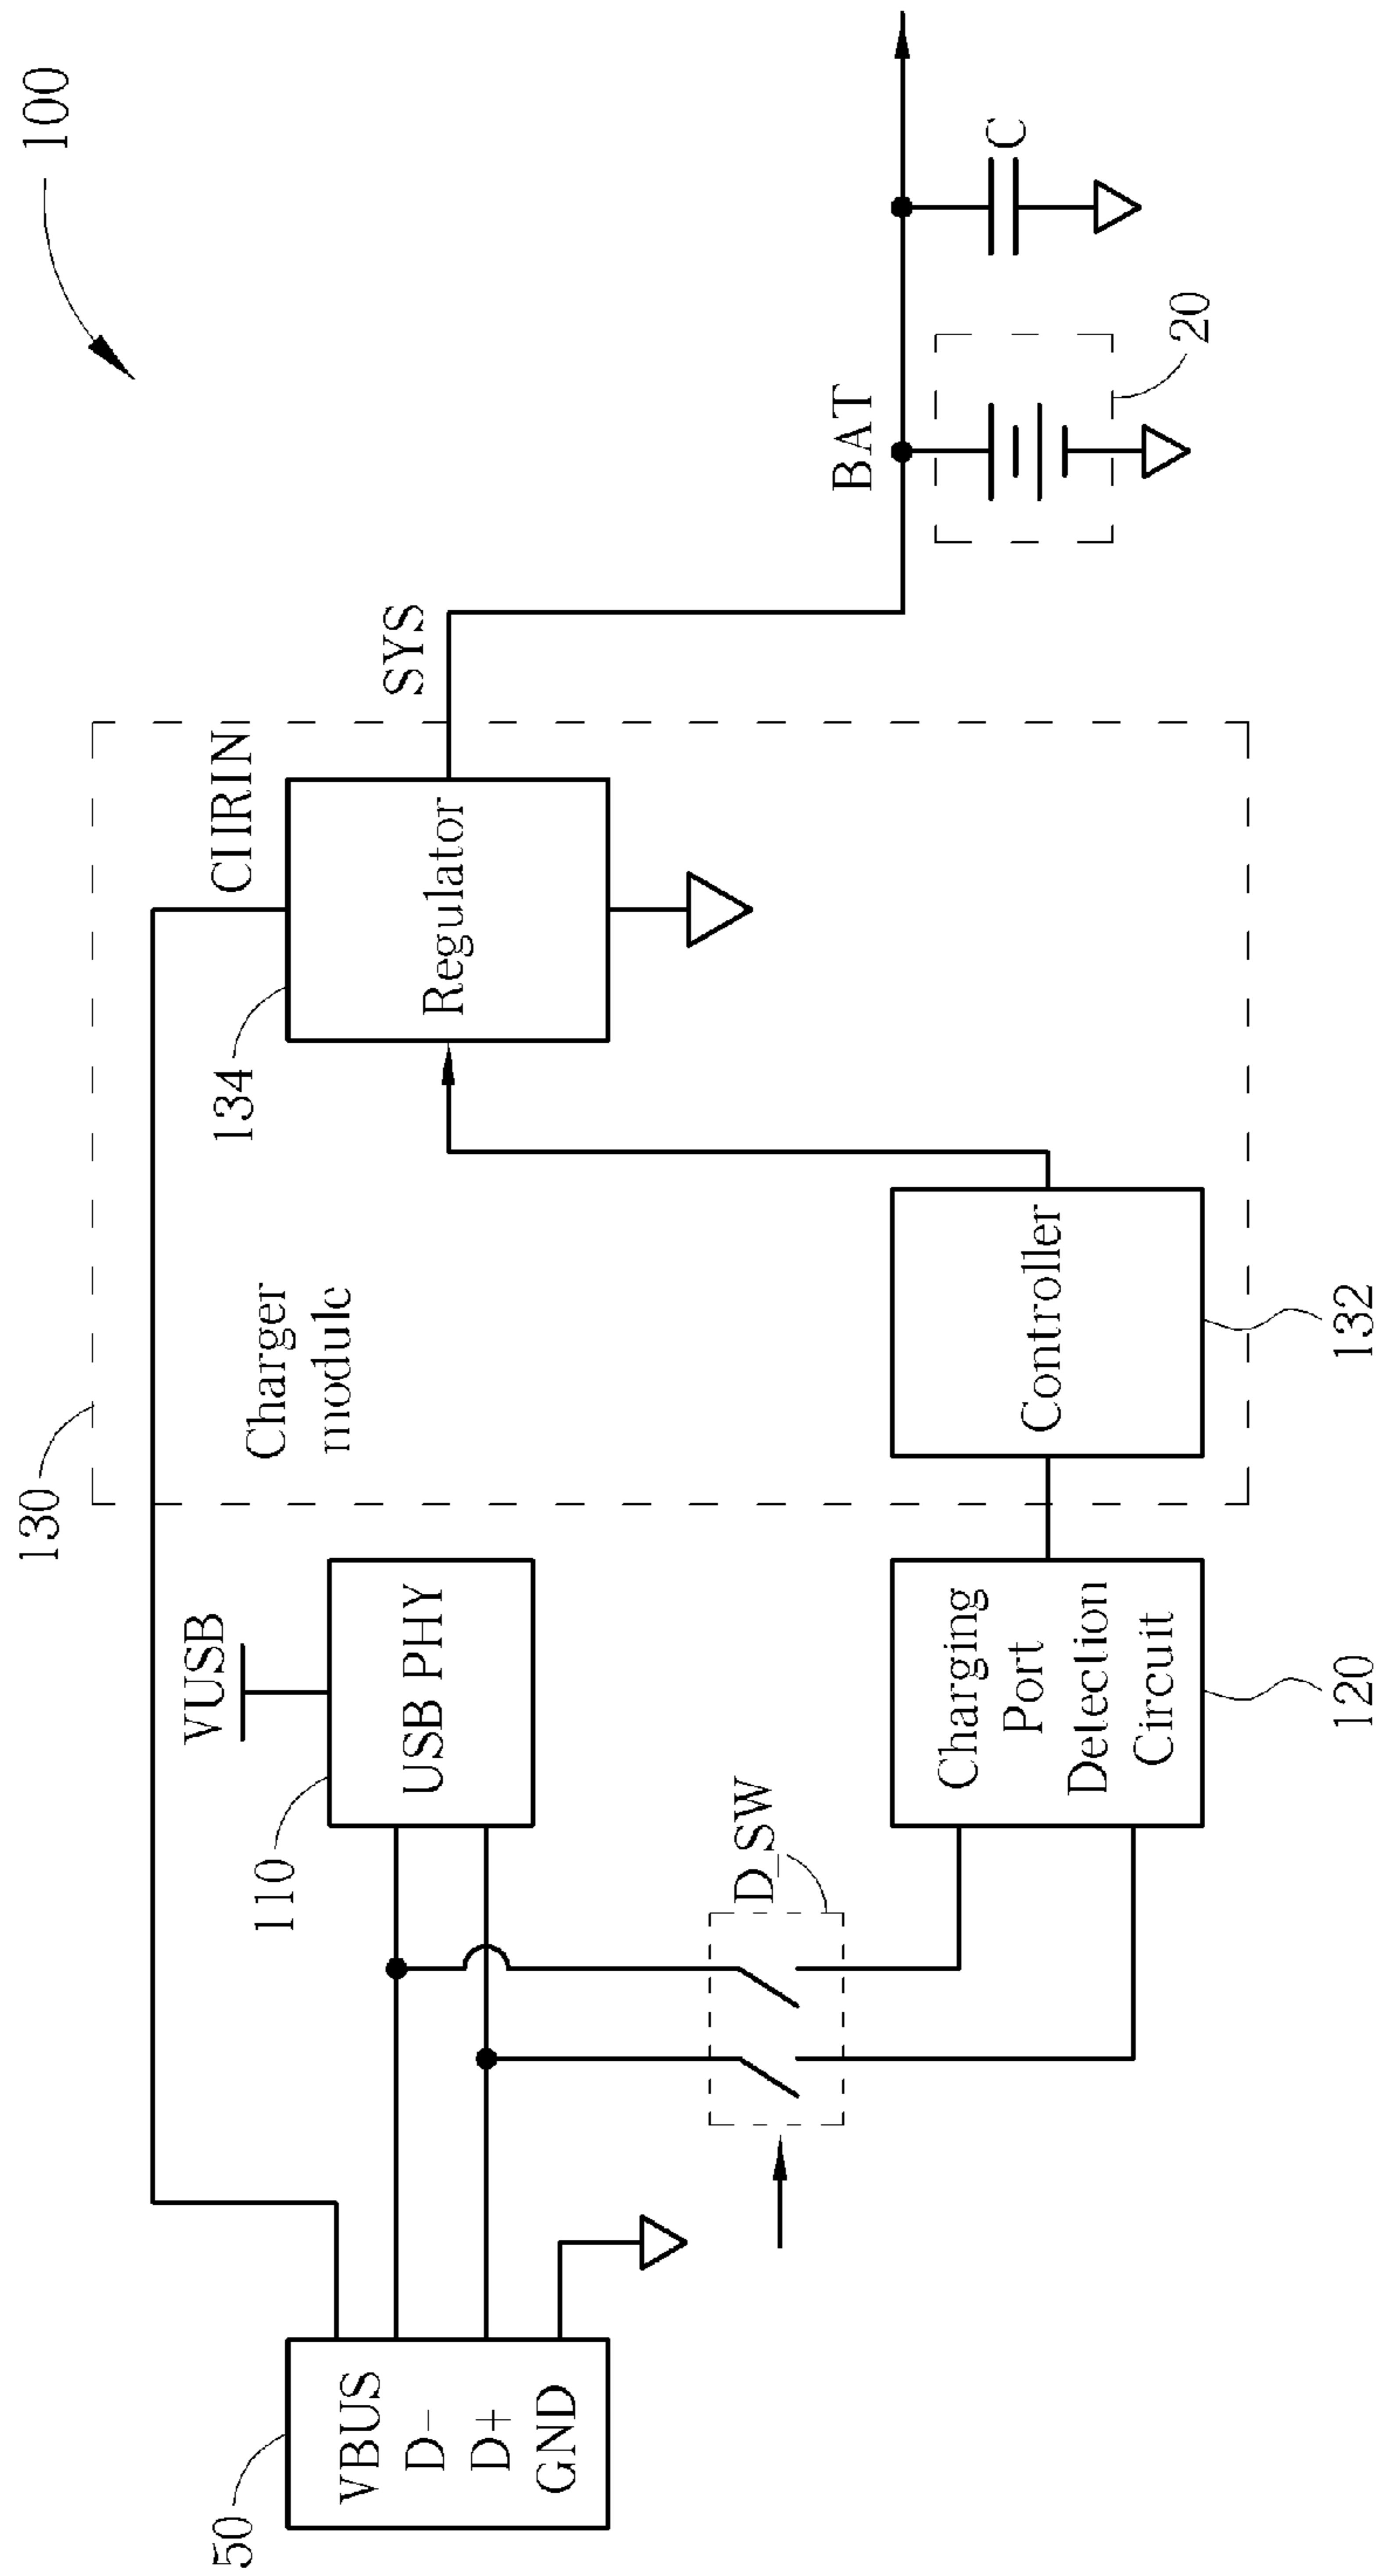 100
130
Charger
module
CHRIN
134
Regulator
SYS
BAT
20
C
VUSB
110
USB PHY
50
VBUS
D-
D+
GND
D_SW
Charging
Port
Detection
Circuit
120
Controller
132